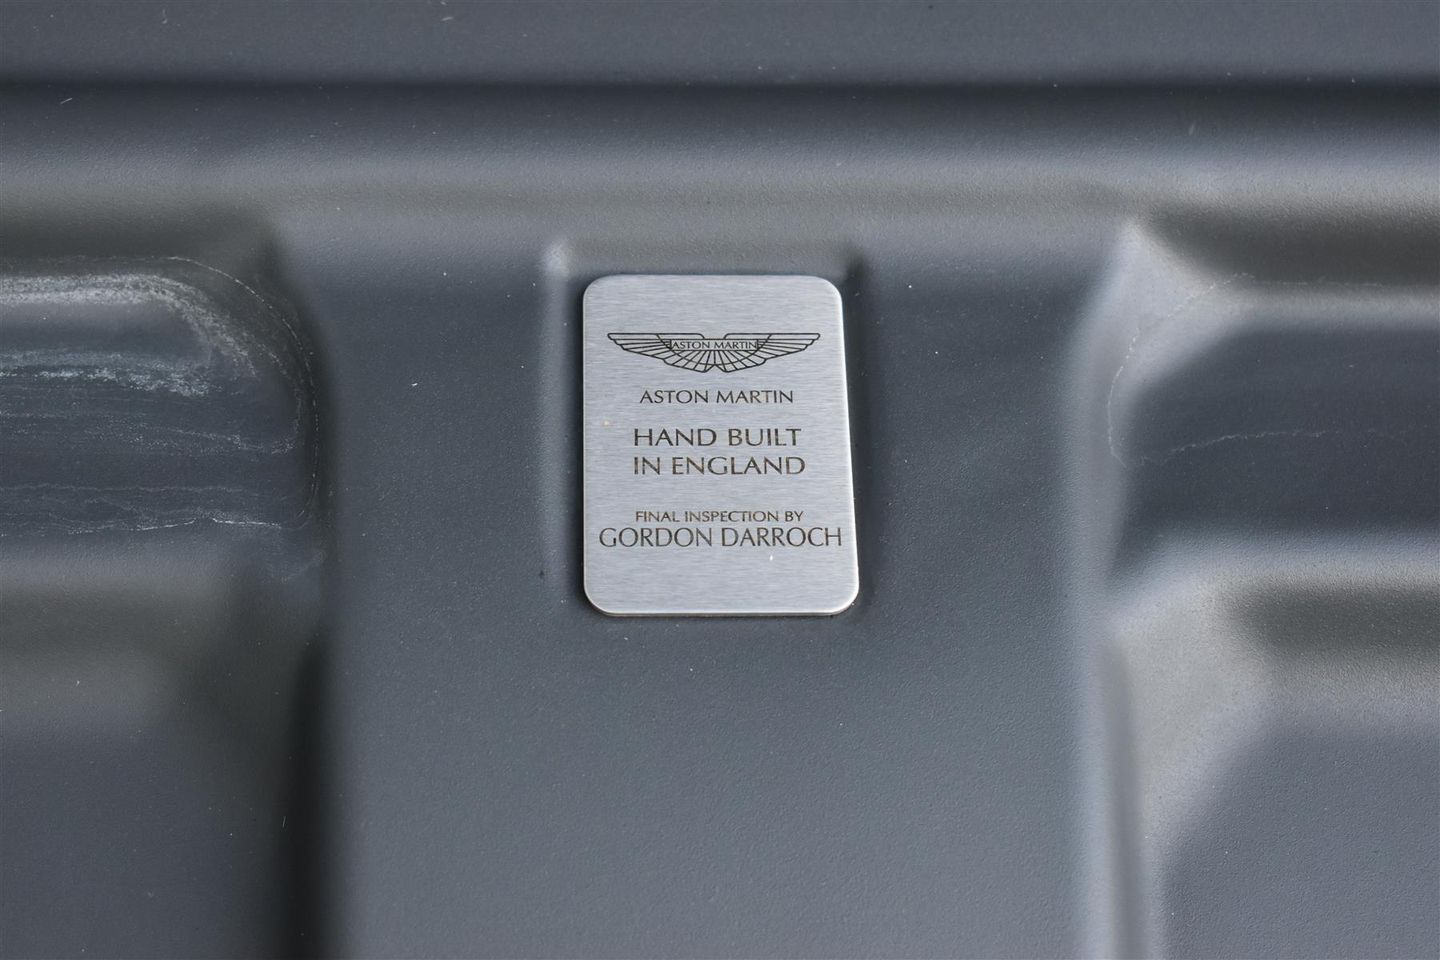 ASTON MARTIN
ASTON MARTIN
HAND BUILT
IN ENGLAND
FINAL INSPECTION BY
GORDON DARROCH